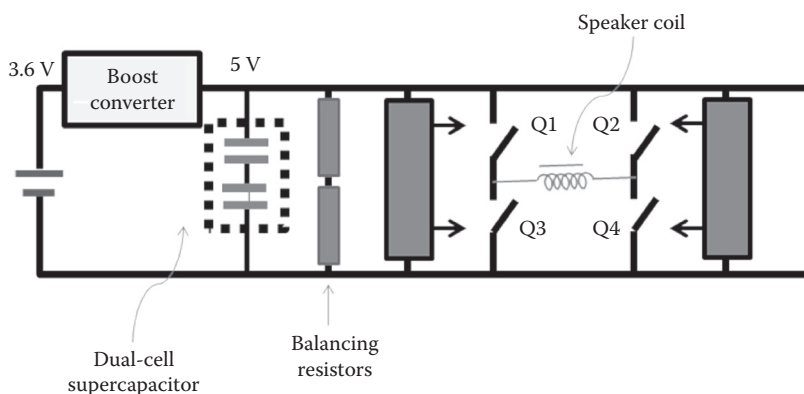 Speaker coil
3.6 V
Boost
converter
5 V
Q1
Q2
Q3
Q4
Dual-cell
supercapacitor
Balancing
resistors